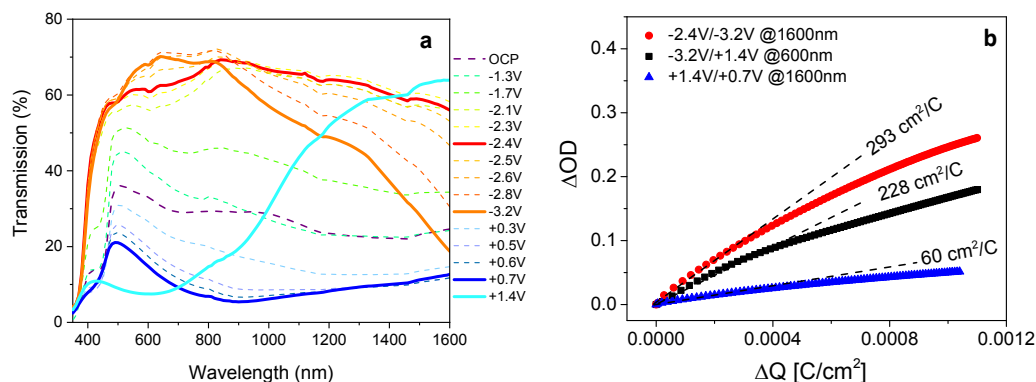 a
80
70
60
50
40
30
20
10
0
Transmission (%)
400
600
800
1000
1200
1400
1600
Wavelength (nm)
OCP
-1.3V
-1.7V
-2.1V
-2.3V
-2.4V
-2.5V
-2.6V
-2.8V
-3.2V
+0.3V
+0.5V
+0.6V
+0.7V
+1.4V
b
-2.4V/-3.2V @1600nm
-3.2V/+1.4V @600nm
+1.4V/+0.7V @1600nm
0.4
0.3
0.2
0.1
0.0
ΔOD
293 cm²/C
228 cm²/C
60 cm²/C
0.0000
0.0004
0.0008
0.0012
ΔQ [C/cm²]